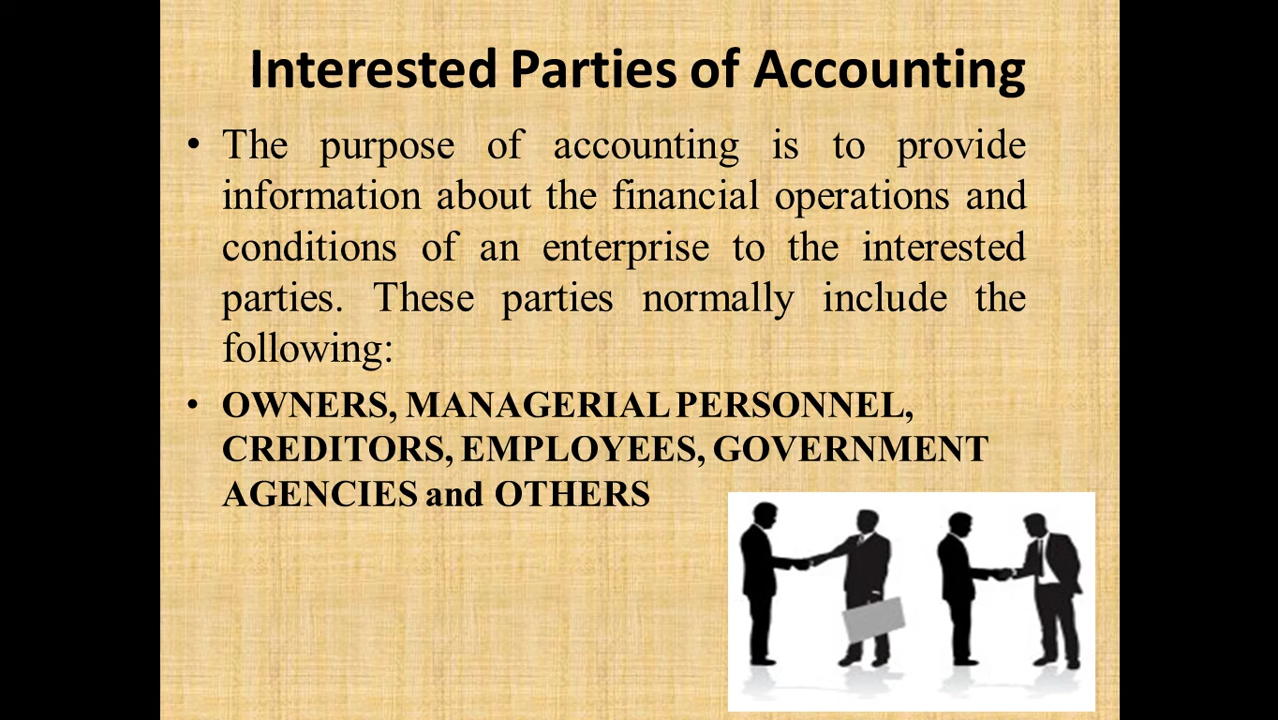 Interested Parties of Accounting
• The purpose of accounting is to provide
information about the financial operations and
conditions of an enterprise to the interested
parties. These parties normally include the
following:
• OWNERS, MANAGERIAL PERSONNEL,
CREDITORS, EMPLOYEES, GOVERNMENT
AGENCIES and OTHERS